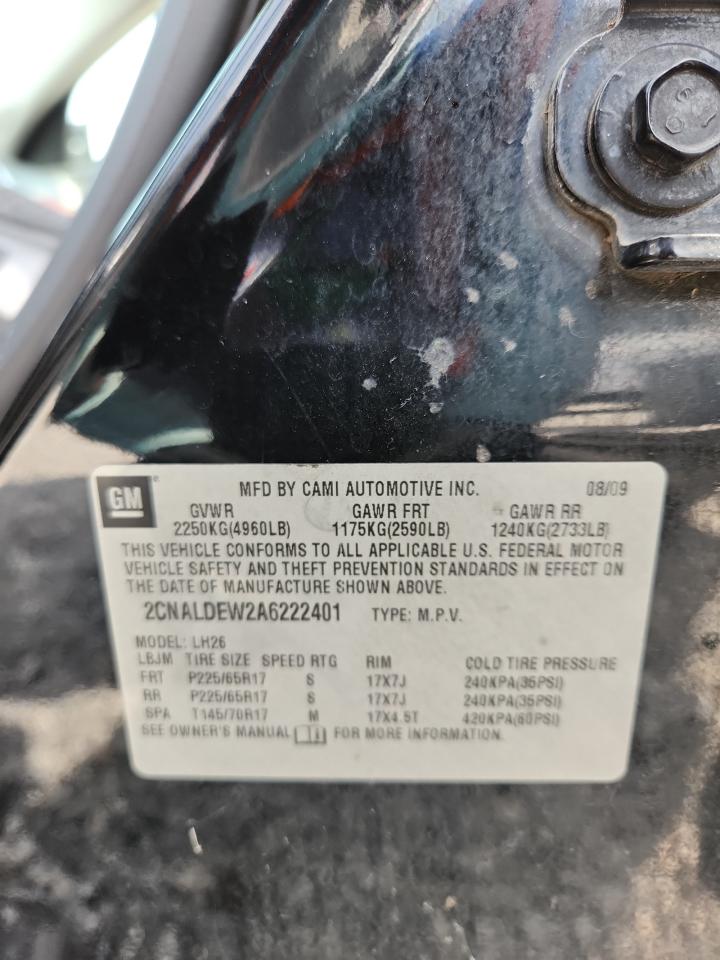 GM
MFD BY CAMI AUTOMOTIVE INC. 08/09
GVWR GAWR FRT GAWR RR
2250KG(4960LB) 1175KG(2590LB) 1240KG(2733LB)
THIS VEHICLE CONFORMS TO ALL APPLICABLE U.S. FEDERAL MOTOR
VEHICLE SAFETY AND THEFT PREVENTION STANDARDS IN EFFECT ON
THE DATE OF MANUFACTURE SHOWN ABOVE.
2CNALDEW2A6222401 TYPE: M.P.V.
MODEL: LH26
LBJM TIRE SIZE SPEED RTG RIM COLD TIRE PRESSURE
FRT P225/65R17 S 17X7J 240KPA(35PSI)
RR P225/65R17 S 17X7J 240KPA(35PSI)
SPA T145/70R17 M 17X4.5T 420KPA(60PSI)
SEE OWNER'S MANUAL FOR MORE INFORMATION.